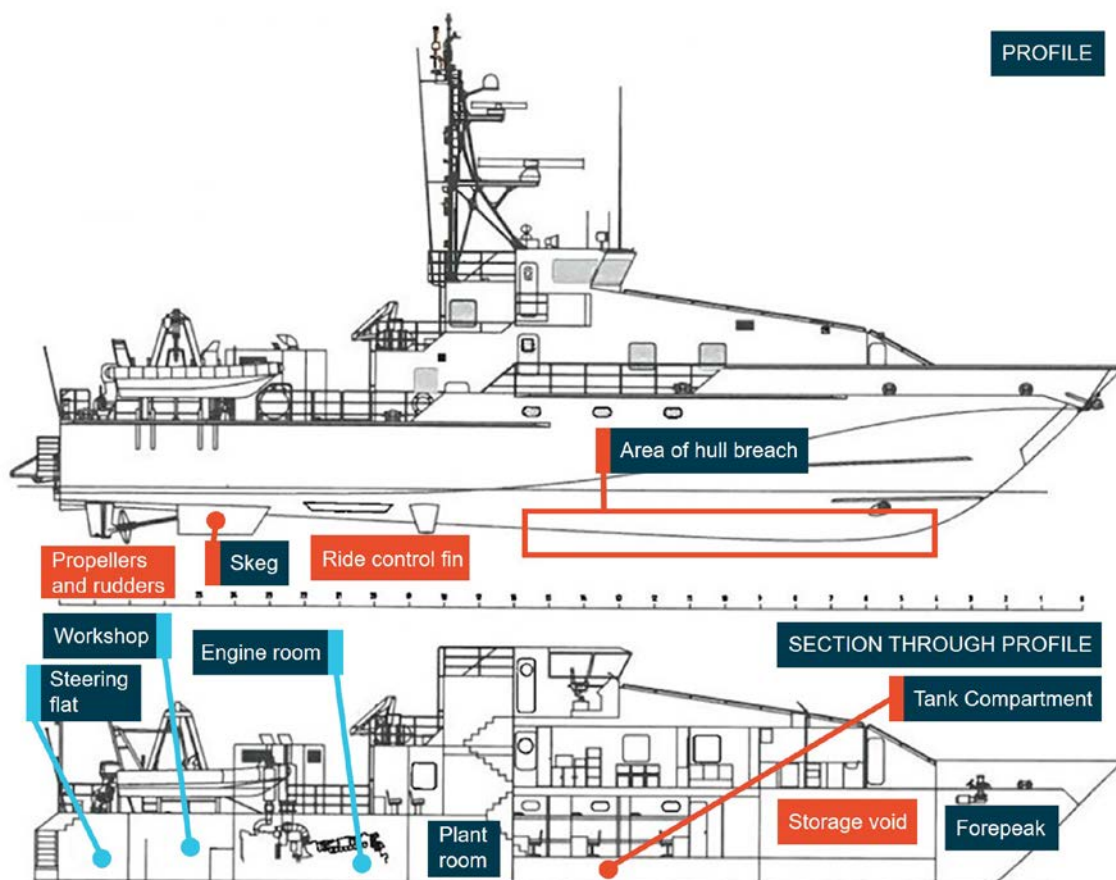 PROFILE
Area of hull breach
Propellers
and rudders
Skeg
Ride control fin
Workshop
Engine room
SECTION THROUGH PROFILE
Steering
flat
Tank Compartment
Plant
room
Storage void
Forepeak